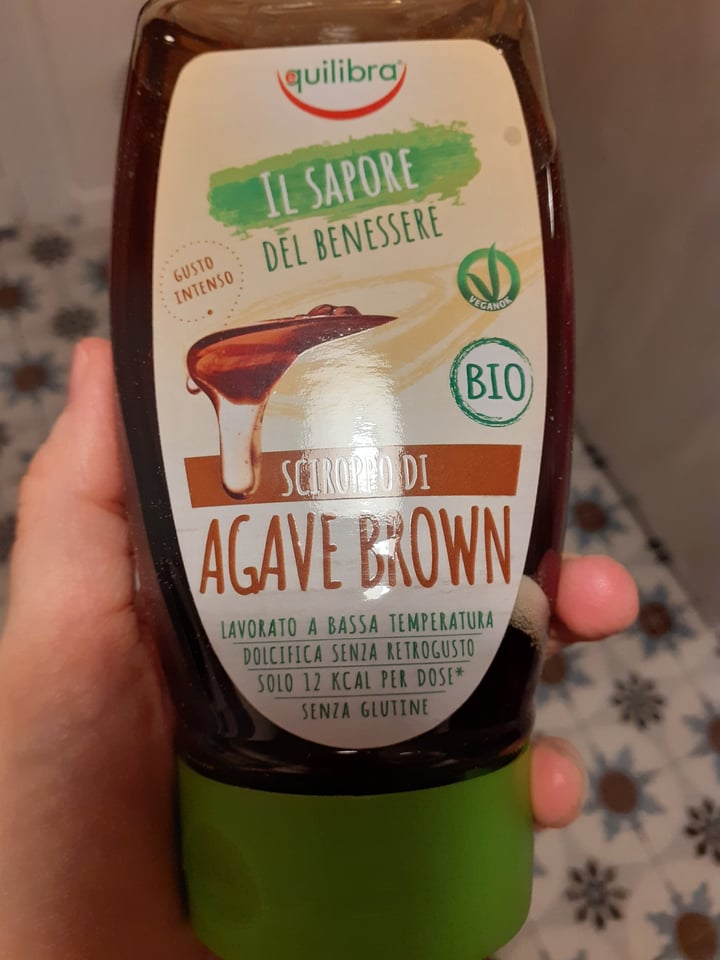 equilibra
IL SAPORE
DEL BENESSERE
GUSTO
INTENSO
VEGANOK
BIO
SCIROPPO DI
AGAVE BROWN
LAVORATO A BASSA TEMPERATURA
DOLCIFICA SENZA RETROGUSTO
SOLO 12 KCAL PER DOSE*
SENZA GLUTINE